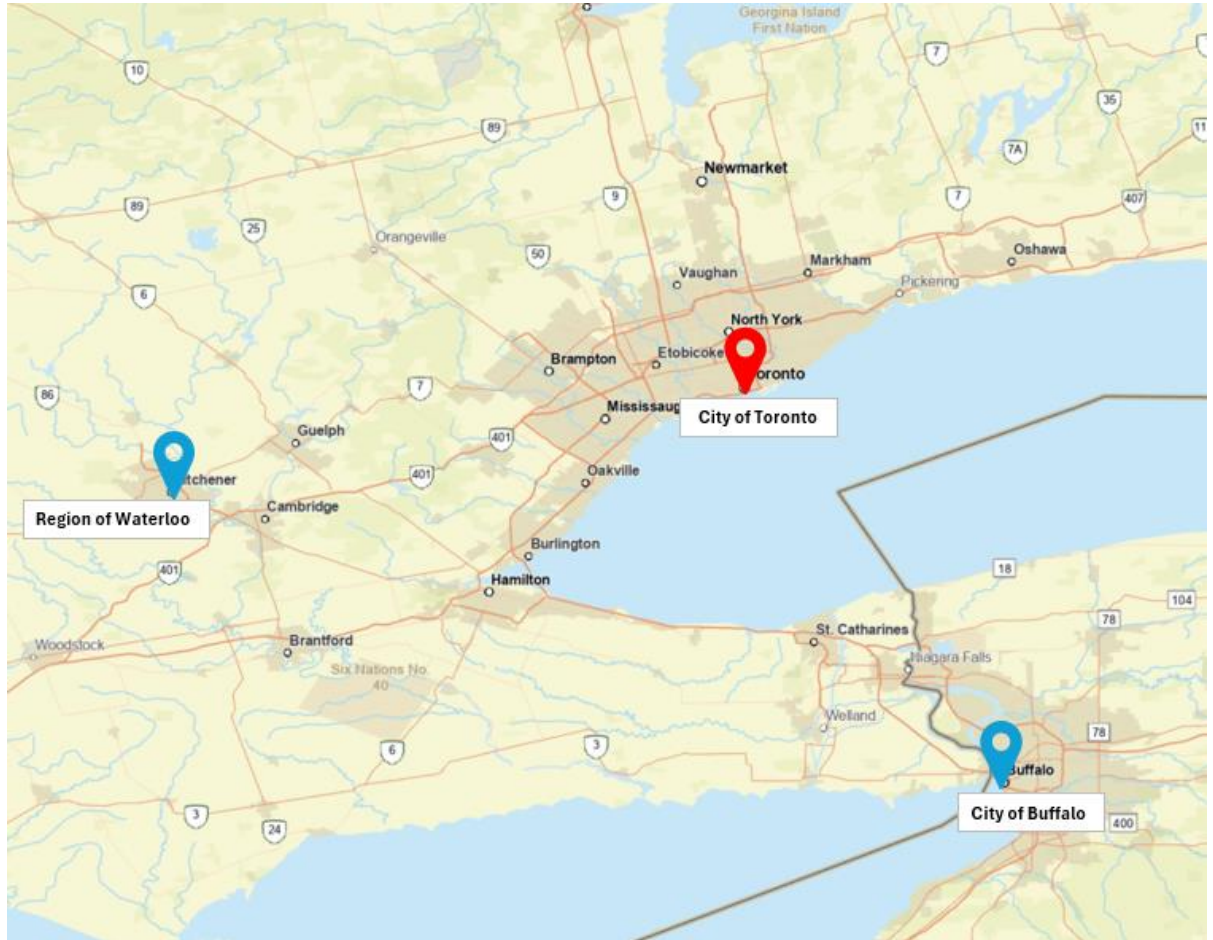 Georgina Island
First Nation
10
7
35
89
7A
11
Newmarket
9
7
407
89
25
Orangeville
50
Oshawa
Vaughan
Markham
Pickering
6
North York
Etobicoke
Brampton
oronto
7
86
Mississaug
City of Toronto
Guelph
401
401
Oakville
itchener
Cambridge
Region of Waterloo
Burlington
401
Hamilton
18
104
78
St. Catharines
Woodstock
Brantford
Niagara Falls
Six Nations No
40
Welland
6
3
78
Buffalo
City of Buffalo
3
24
400